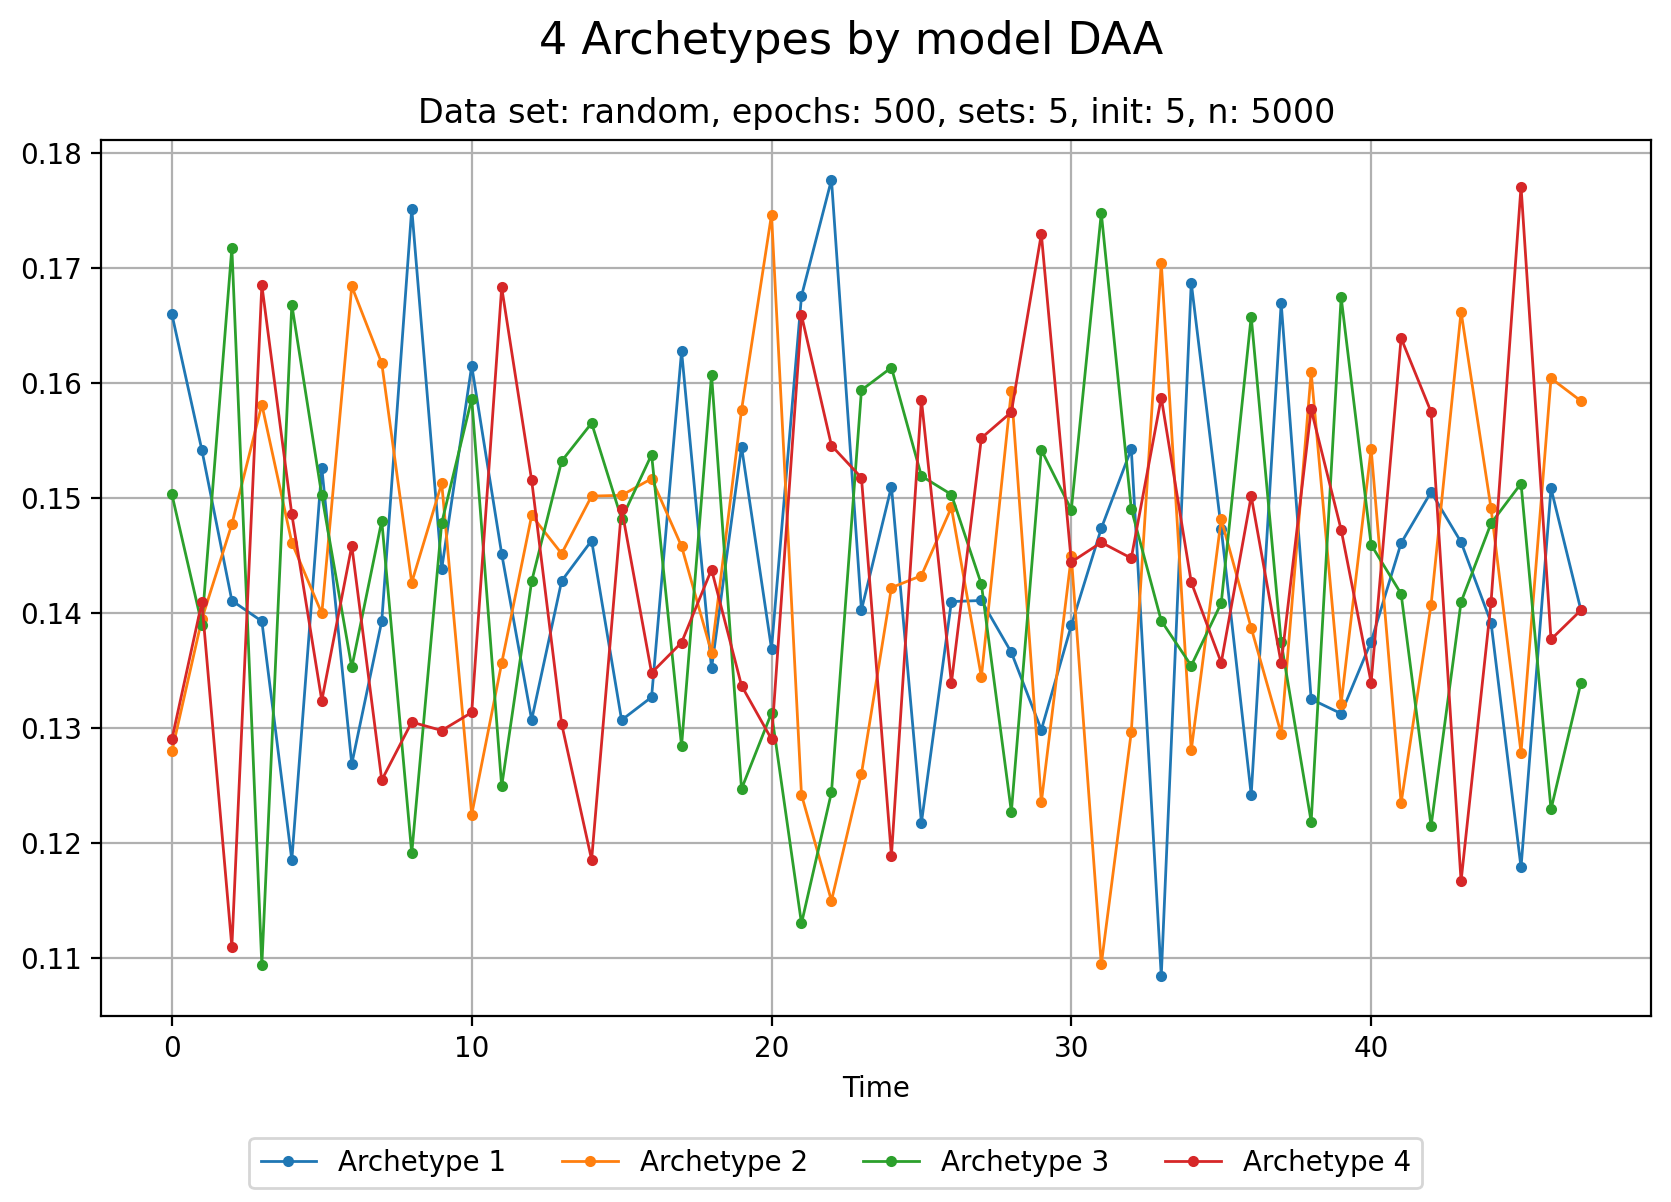 4 Archetypes by model DAA
Data set: random, epochs: 500, sets: 5, init: 5, n: 5000
0.18
0.17
0.16
0.15
0.14
0.13
0.12
0.11
0 10 20 30 40
Time
Archetype 1 Archetype 2 Archetype 3 Archetype 4